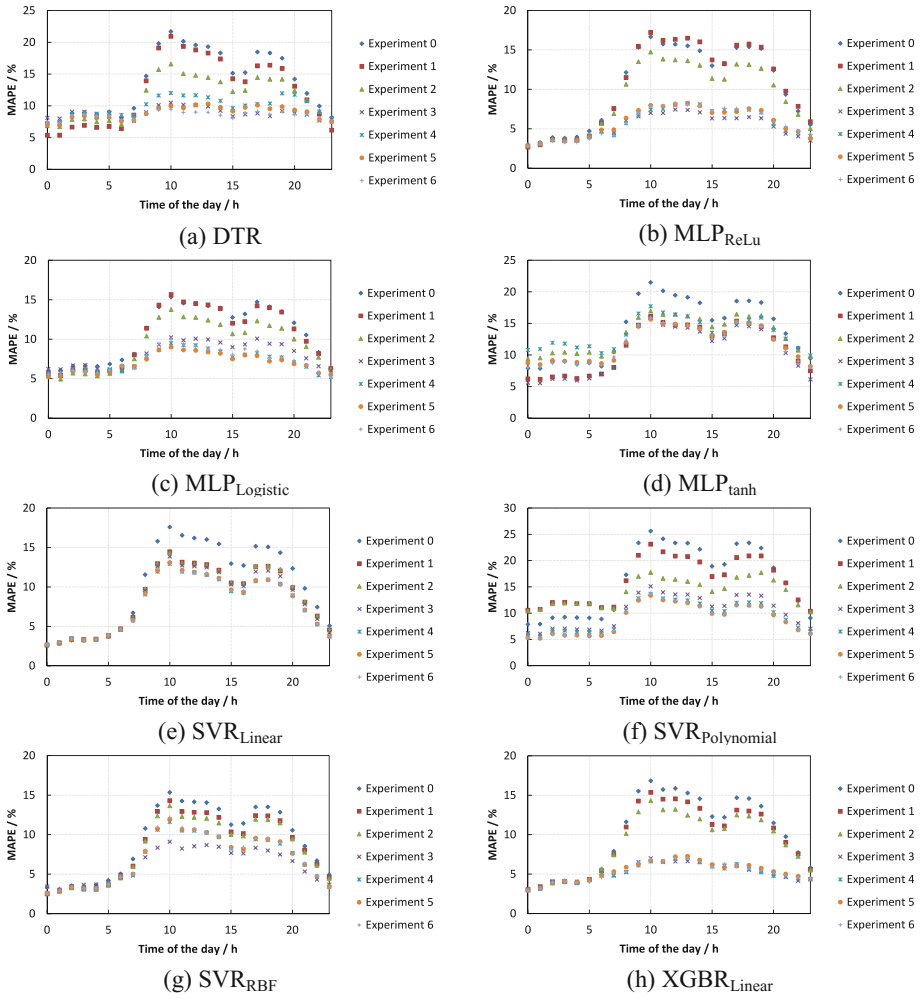 25
20
15
10
5
0
0 5 10 15 20
MAPE / %
Time of the day / h
Experiment 0
Experiment 1
Experiment 2
Experiment 3
Experiment 4
Experiment 5
Experiment 6
(a) DTR
20
15
10
5
0
0 5 10 15 20
MAPE / %
Time of the day / h
Experiment 0
Experiment 1
Experiment 2
Experiment 3
Experiment 4
Experiment 5
Experiment 6
(b) MLPReLu
20
15
10
5
0
0 5 10 15 20
MAPE / %
Time of the day / h
Experiment 0
Experiment 1
Experiment 2
Experiment 3
Experiment 4
Experiment 5
Experiment 6
(c) MLPLogistic
25
20
15
10
5
0
0 5 10 15 20
MAPE / %
Time of the day / h
Experiment 0
Experiment 1
Experiment 2
Experiment 3
Experiment 4
Experiment 5
Experiment 6
(d) MLPtanh
20
15
10
5
0
0 5 10 15 20
MAPE / %
Time of the day / h
Experiment 0
Experiment 1
Experiment 2
Experiment 3
Experiment 4
Experiment 5
Experiment 6
(e) SVRLinear
30
25
20
15
10
5
0
0 5 10 15 20
MAPE / %
Time of the day / h
Experiment 0
Experiment 1
Experiment 2
Experiment 3
Experiment 4
Experiment 5
Experiment 6
(f) SVRPolynomial
20
15
10
5
0
0 5 10 15 20
MAPE / %
Time of the day / h
Experiment 0
Experiment 1
Experiment 2
Experiment 3
Experiment 4
Experiment 5
Experiment 6
(g) SVRRBF
20
15
10
5
0
0 5 10 15 20
MAPE / %
Time of the day / h
Experiment 0
Experiment 1
Experiment 2
Experiment 3
Experiment 4
Experiment 5
Experiment 6
(h) XGBRLinear